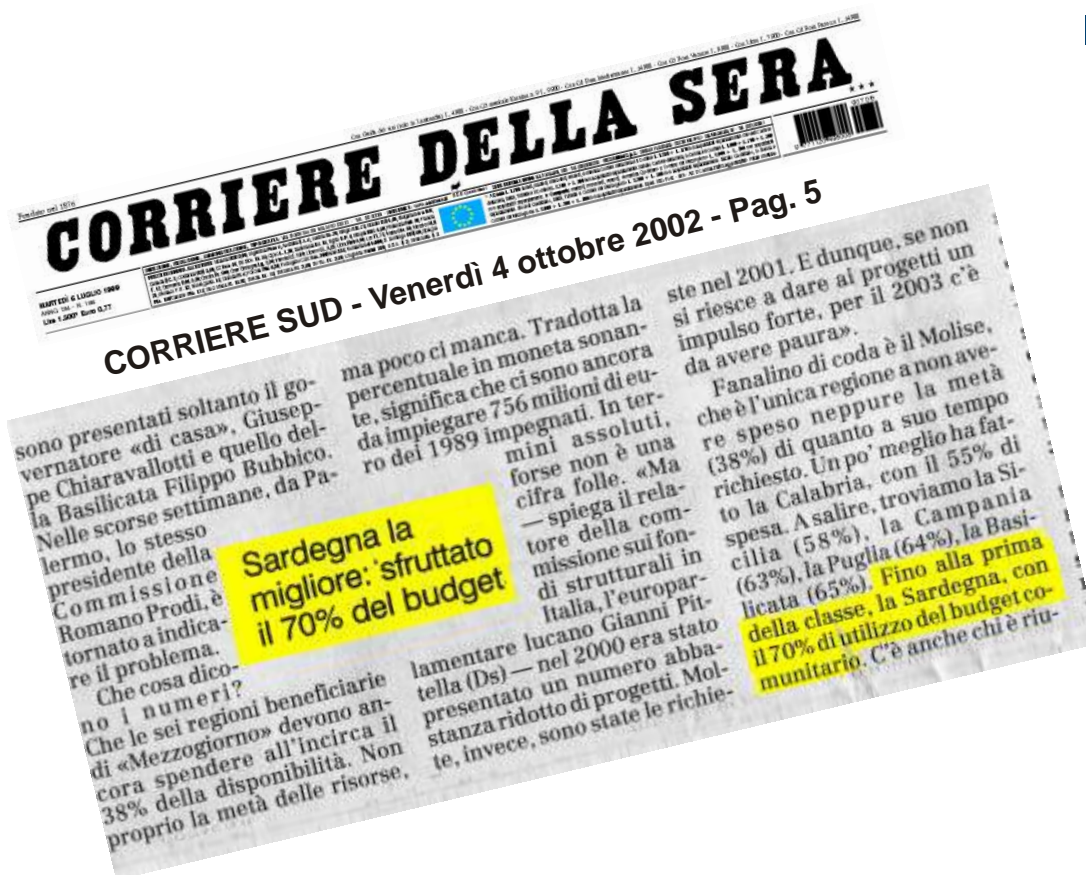 Fondato nel 1876
CORRIERE DELLA SERA
MARTEDÌ 6 LUGLIO 1999
Lire 1.500* Euro 0,77
CORRIERE SUD - Venerdì 4 ottobre 2002 - Pag. 5
sono presentati soltanto il go-
vernatore «di casa», Giusep-
pe Chiaravallotti e quello del-
la Basilicata Filippo Bubbico.
Nelle scorse settimane, da Pa-
lermo, lo stesso
presidente della
Commissione
Romano Prodi, è
tornato a indica-
re il problema.
Che cosa dico-
no i numeri?
Che le sei regioni beneficiarie
di «Mezzogiorno» devono an-
cora spendere all'incirca il
38% della disponibilità. Non
proprio la metà delle risorse,
Sardegna la
migliore: sfruttato
il 70% del budget
ma poco ci manca. Tradotta la
percentuale in moneta sonan-
te, significa che ci sono ancora
da impiegare 756 milioni di eu-
ro dei 1989 impegnati. In ter-
mini assoluti,
forse non è una
cifra folle. «Ma
— spiega il rela-
tore della com-
missione sui fon-
di strutturali in
Italia, l'europar-
lamentare lucano Gianni Pit-
tella (Ds) — nel 2000 era stato
presentato un numero abba-
stanza ridotto di progetti. Mol-
te, invece, sono state le richie-
ste nel 2001. E dunque, se non
si riesce a dare ai progetti un
impulso forte, per il 2003 c'è
da avere paura».
Fanalino di coda è il Molise,
che è l'unica regione a non ave-
re speso neppure la metà
(38%) di quanto a suo tempo
richiesto. Un po' meglio ha fat-
to la Calabria, con il 55% di
spesa. A salire, troviamo la Si-
cilia (58%), la Campania
(63%), la Puglia (64%), la Basi-
licata (65%). Fino alla prima
della classe, la Sardegna, con
il 70% di utilizzo del budget co-
munitario. C'è anche chi è riu-